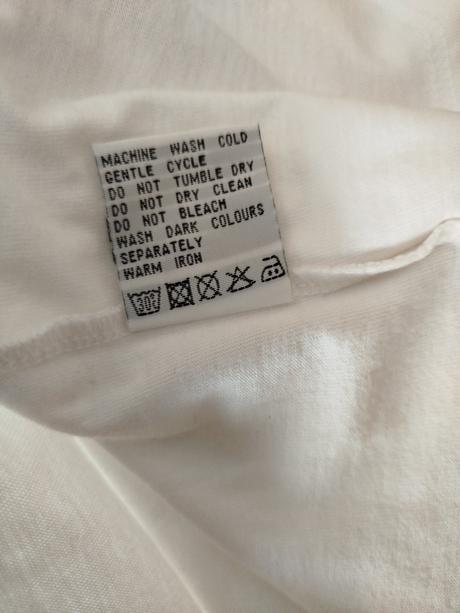 MACHINE WASH COLD
GENTLE CYCLE
DO NOT TUMBLE DRY
DO NOT DRY CLEAN
DO NOT BLEACH
WASH DARK COLOURS
SEPARATELY
WARM IRON
30°